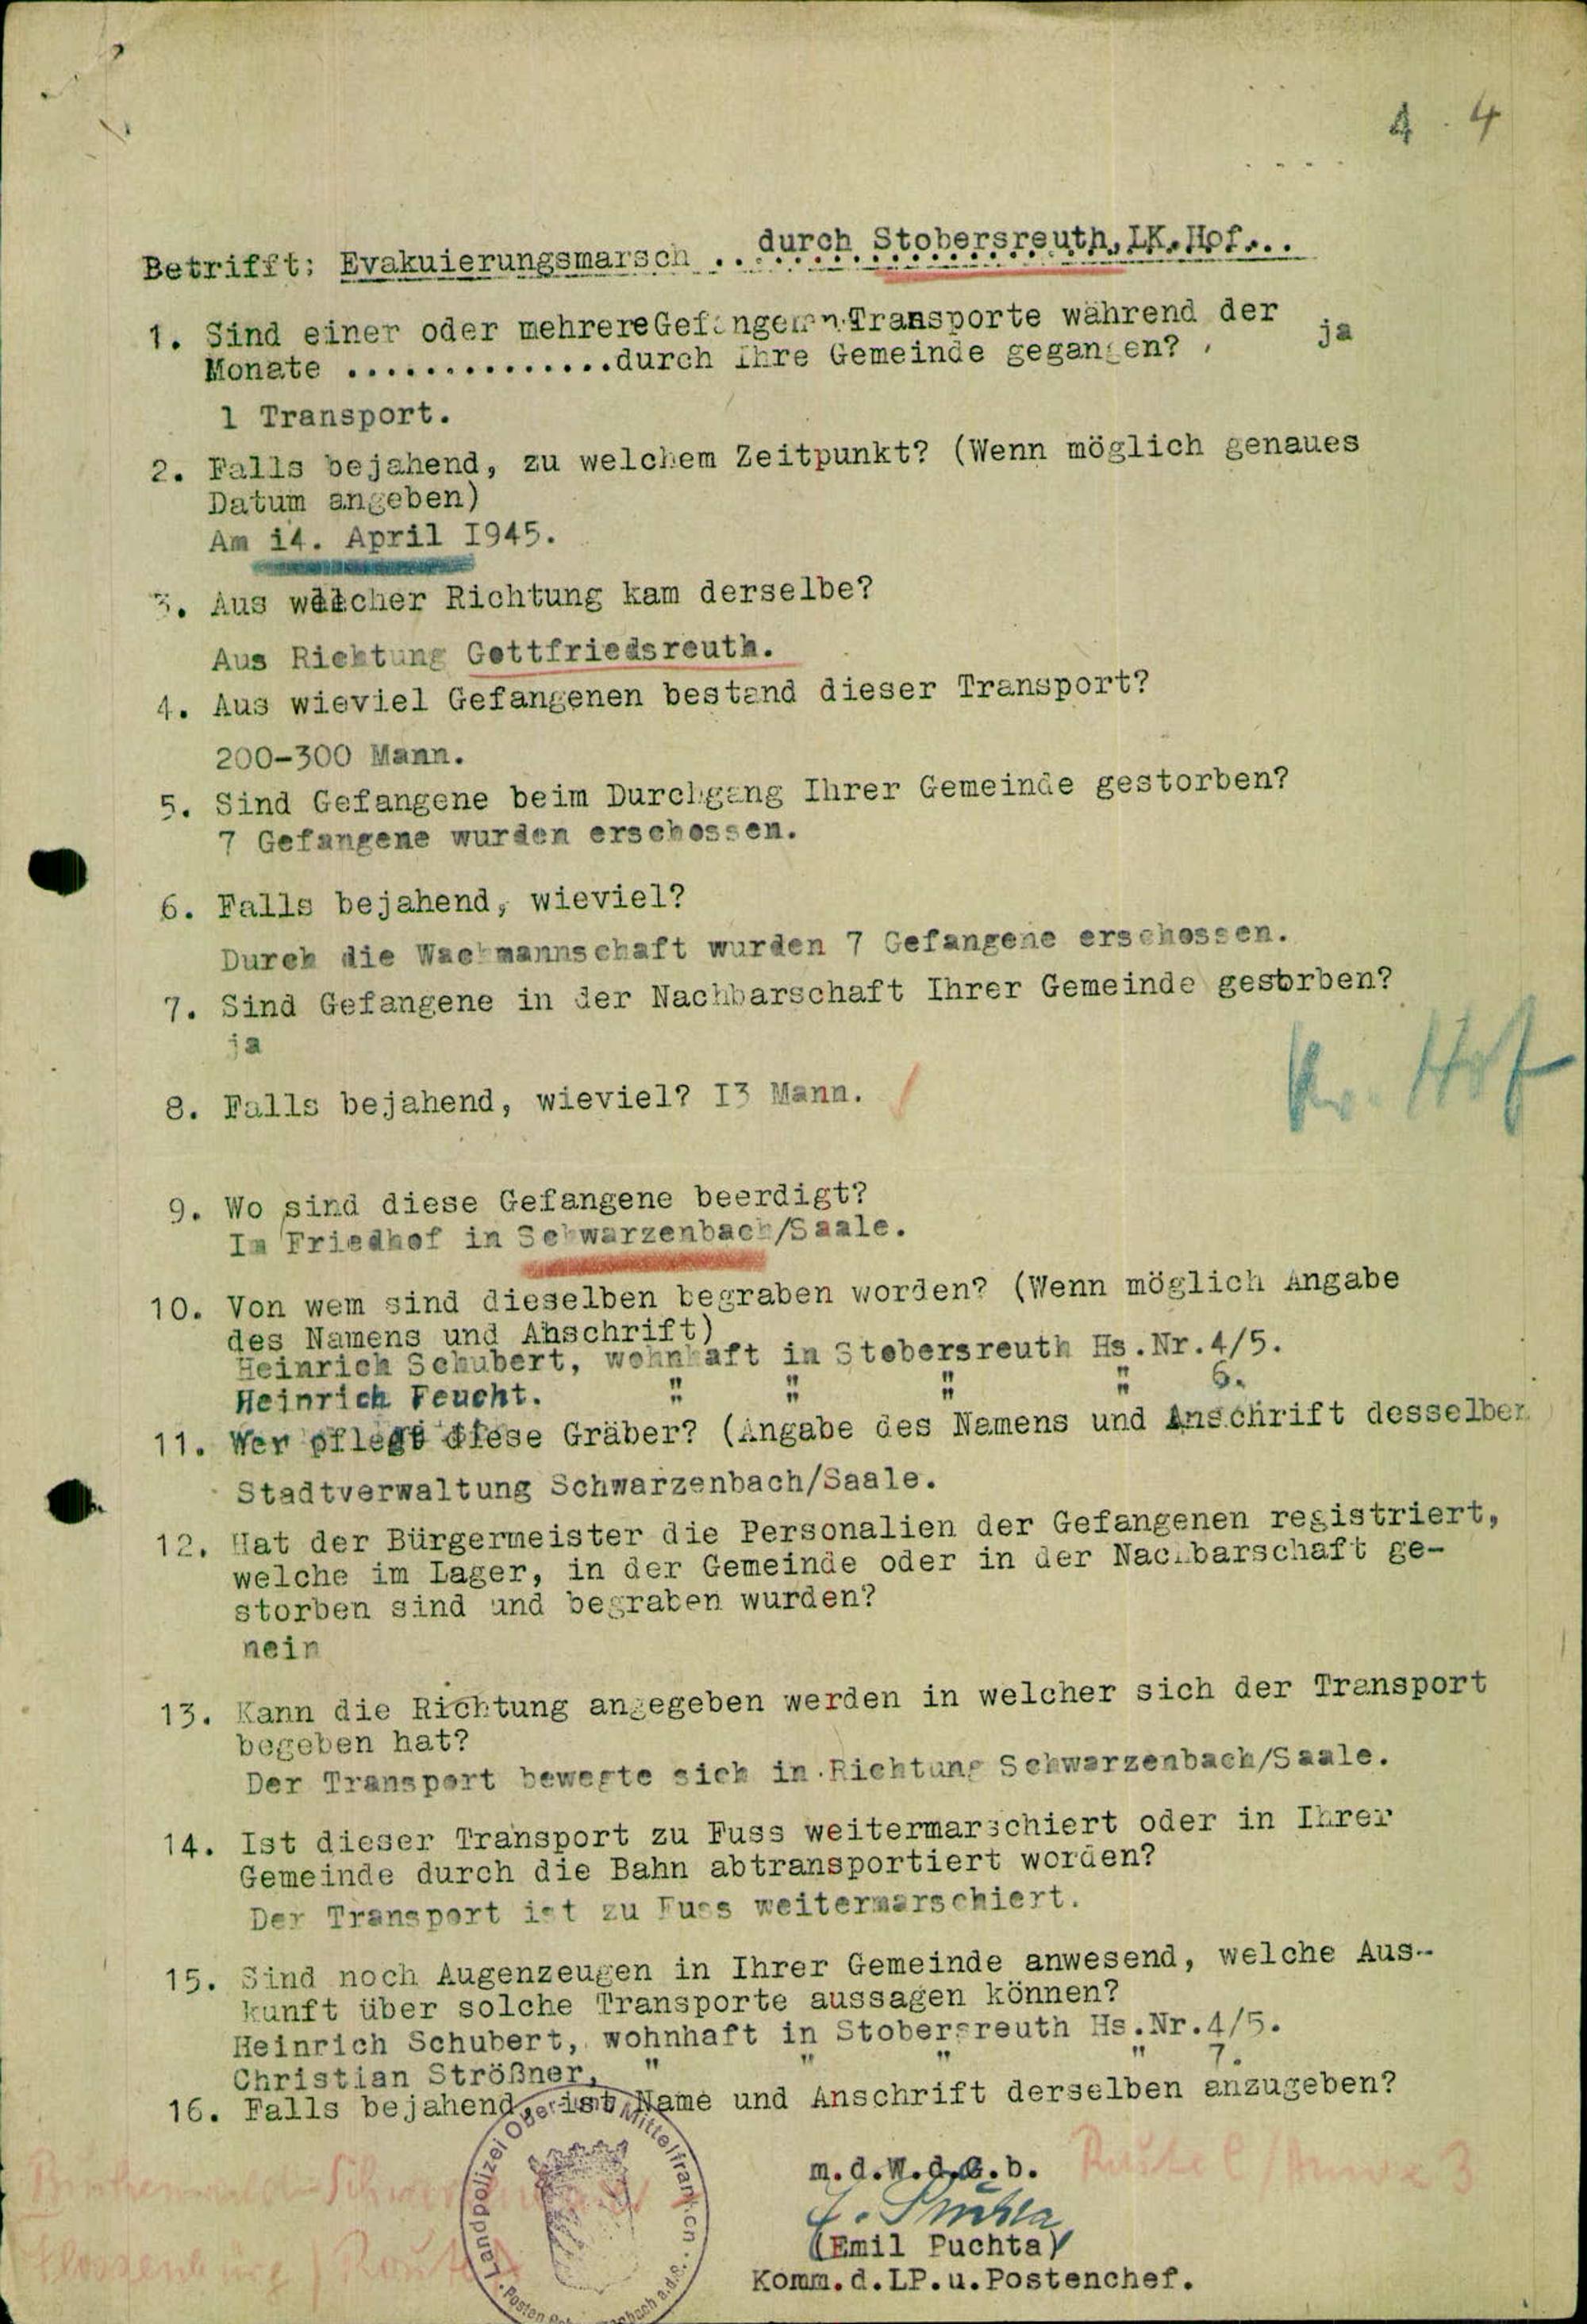 4 . 4
Betrifft: Evakuierungsmarsch .. durch Stobersreuth, LK. Hof...
1. Sind einer oder mehrere Gefangenen Transporte während der
Monate ..............durch Ihre Gemeinde gegangen? ja
1 Transport.
2. Falls bejahend, zu welchem Zeitpunkt? (Wenn möglich genaues
Datum angeben)
Am 14. April I945.
3. Aus welcher Richtung kam derselbe?
Aus Richtung Gottfriedsreuth.
4. Aus wieviel Gefangenen bestand dieser Transport?
200-300 Mann.
5. Sind Gefangene beim Durchgang Ihrer Gemeinde gestorben?
7 Gefangene wurden erschossen.
6. Falls bejahend, wieviel?
Durch die Wachmannschaft wurden 7 Gefangene erschossen.
7. Sind Gefangene in der Nachbarschaft Ihrer Gemeinde gestorben?
ja
Kr. Hof
8. Falls bejahend, wieviel? I3 Mann.
9. Wo sind diese Gefangene beerdigt?
Im Friedhof in Schwarzenbach/Saale.
10. Von wem sind dieselben begraben worden? (Wenn möglich Angabe
des Namens und Anschrift)
Heinrich Schubert, wohnhaft in Stobersreuth Hs.Nr.4/5.
Heinrich Feucht. " " " " 6.
11. Wer pflegt diese Gräber? (Angabe des Namens und Anschrift desselben
Stadtverwaltung Schwarzenbach/Saale.
12. Hat der Bürgermeister die Personalien der Gefangenen registriert,
welche im Lager, in der Gemeinde oder in der Nachbarschaft ge-
storben sind und begraben wurden?
nein
13. Kann die Richtung angegeben werden in welcher sich der Transport
begeben hat?
Der Transport bewegte sich in Richtung Schwarzenbach/Saale.
14. Ist dieser Transport zu Fuss weitermarschiert oder in Ihrer
Gemeinde durch die Bahn abtransportiert worden?
Der Transport ist zu Fuss weitermarschiert.
15. Sind noch Augenzeugen in Ihrer Gemeinde anwesend, welche Aus-
kunft über solche Transporte aussagen können?
Heinrich Schubert, wohnhaft in Stobersreuth Hs.Nr.4/5.
Christian Strößner, " " " " 7.
16. Falls bejahend, ist Name und Anschrift derselben anzugeben?
Landpolizei Ober- und Mittelfranken
Posten
m.d.W.d.G.b.
(Emil Puchta)
Komm.d.LP.u.Postenchef.
Flossenburg / Route